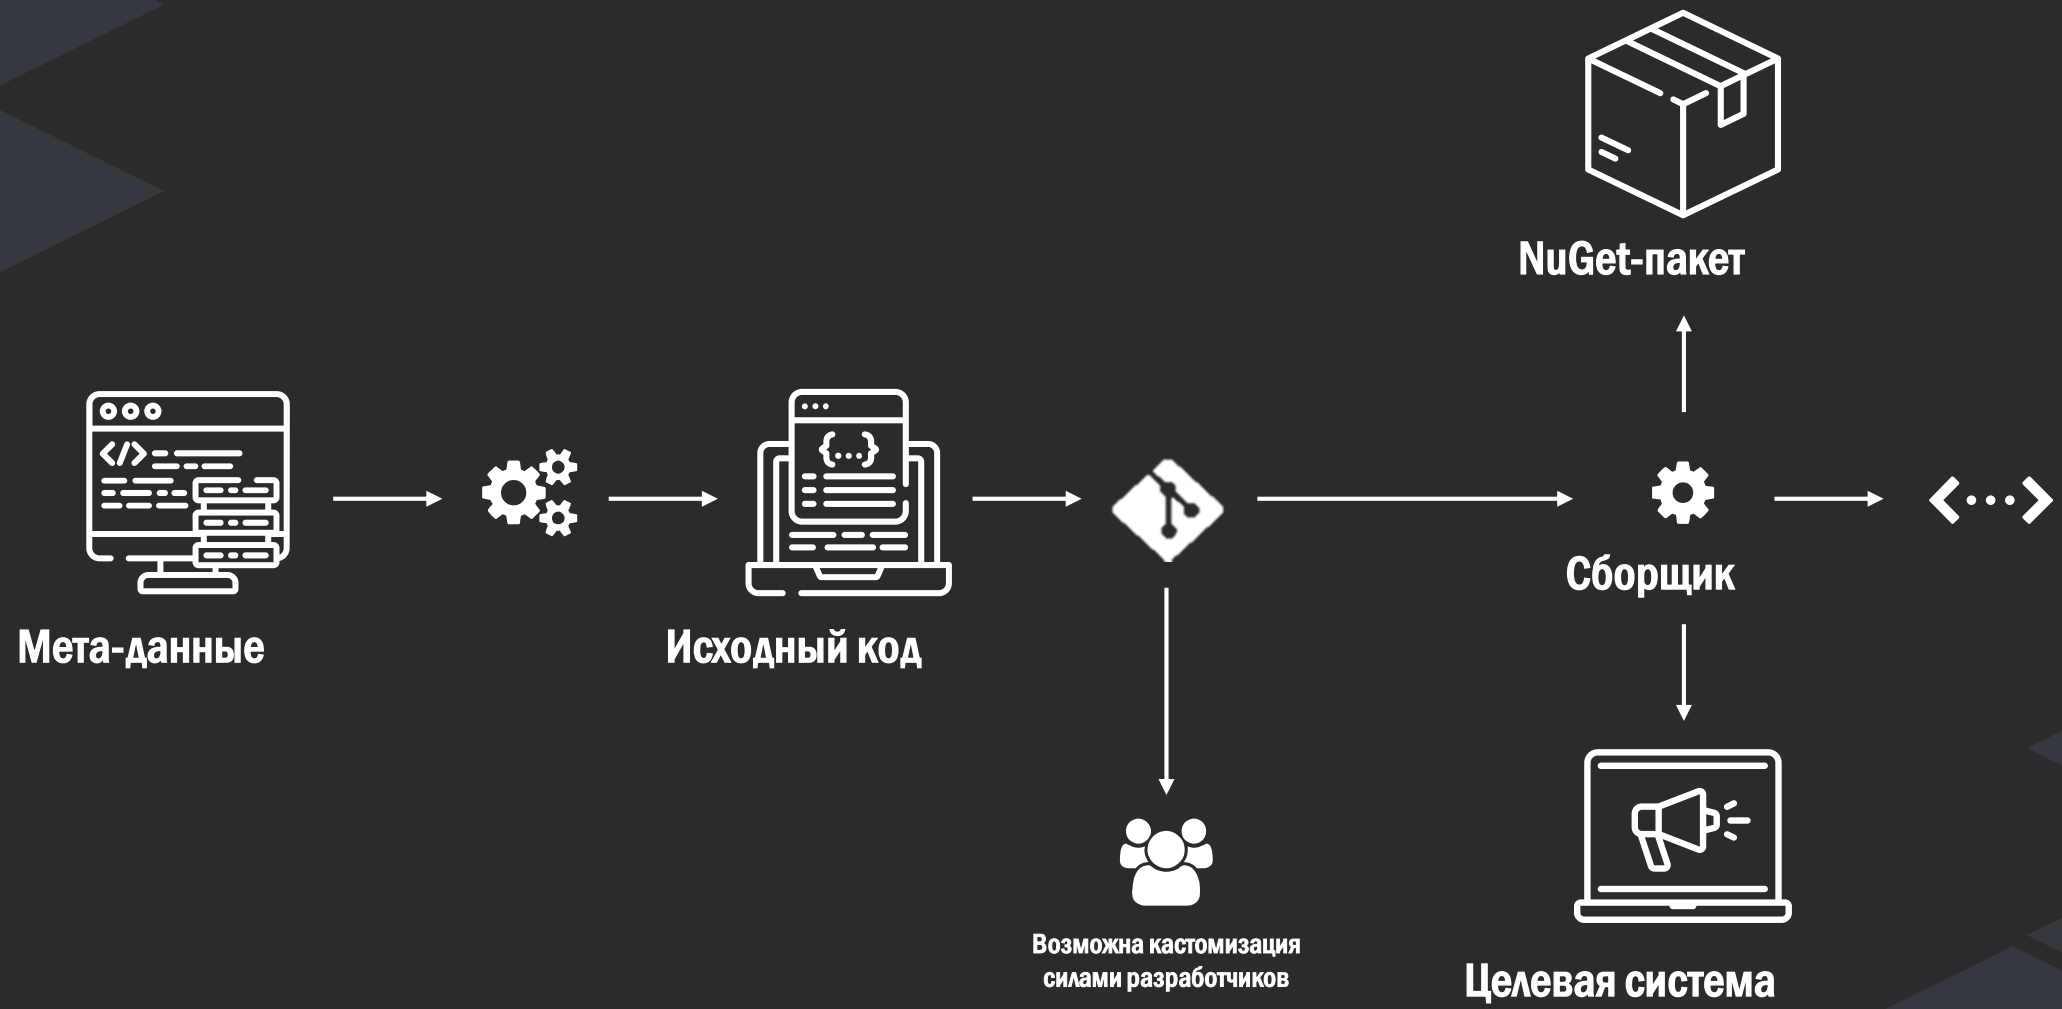 NuGet-пакет
Сборщик
Мета-данные
Исходный код
Возможна кастомизация
силами разработчиков
Целевая система